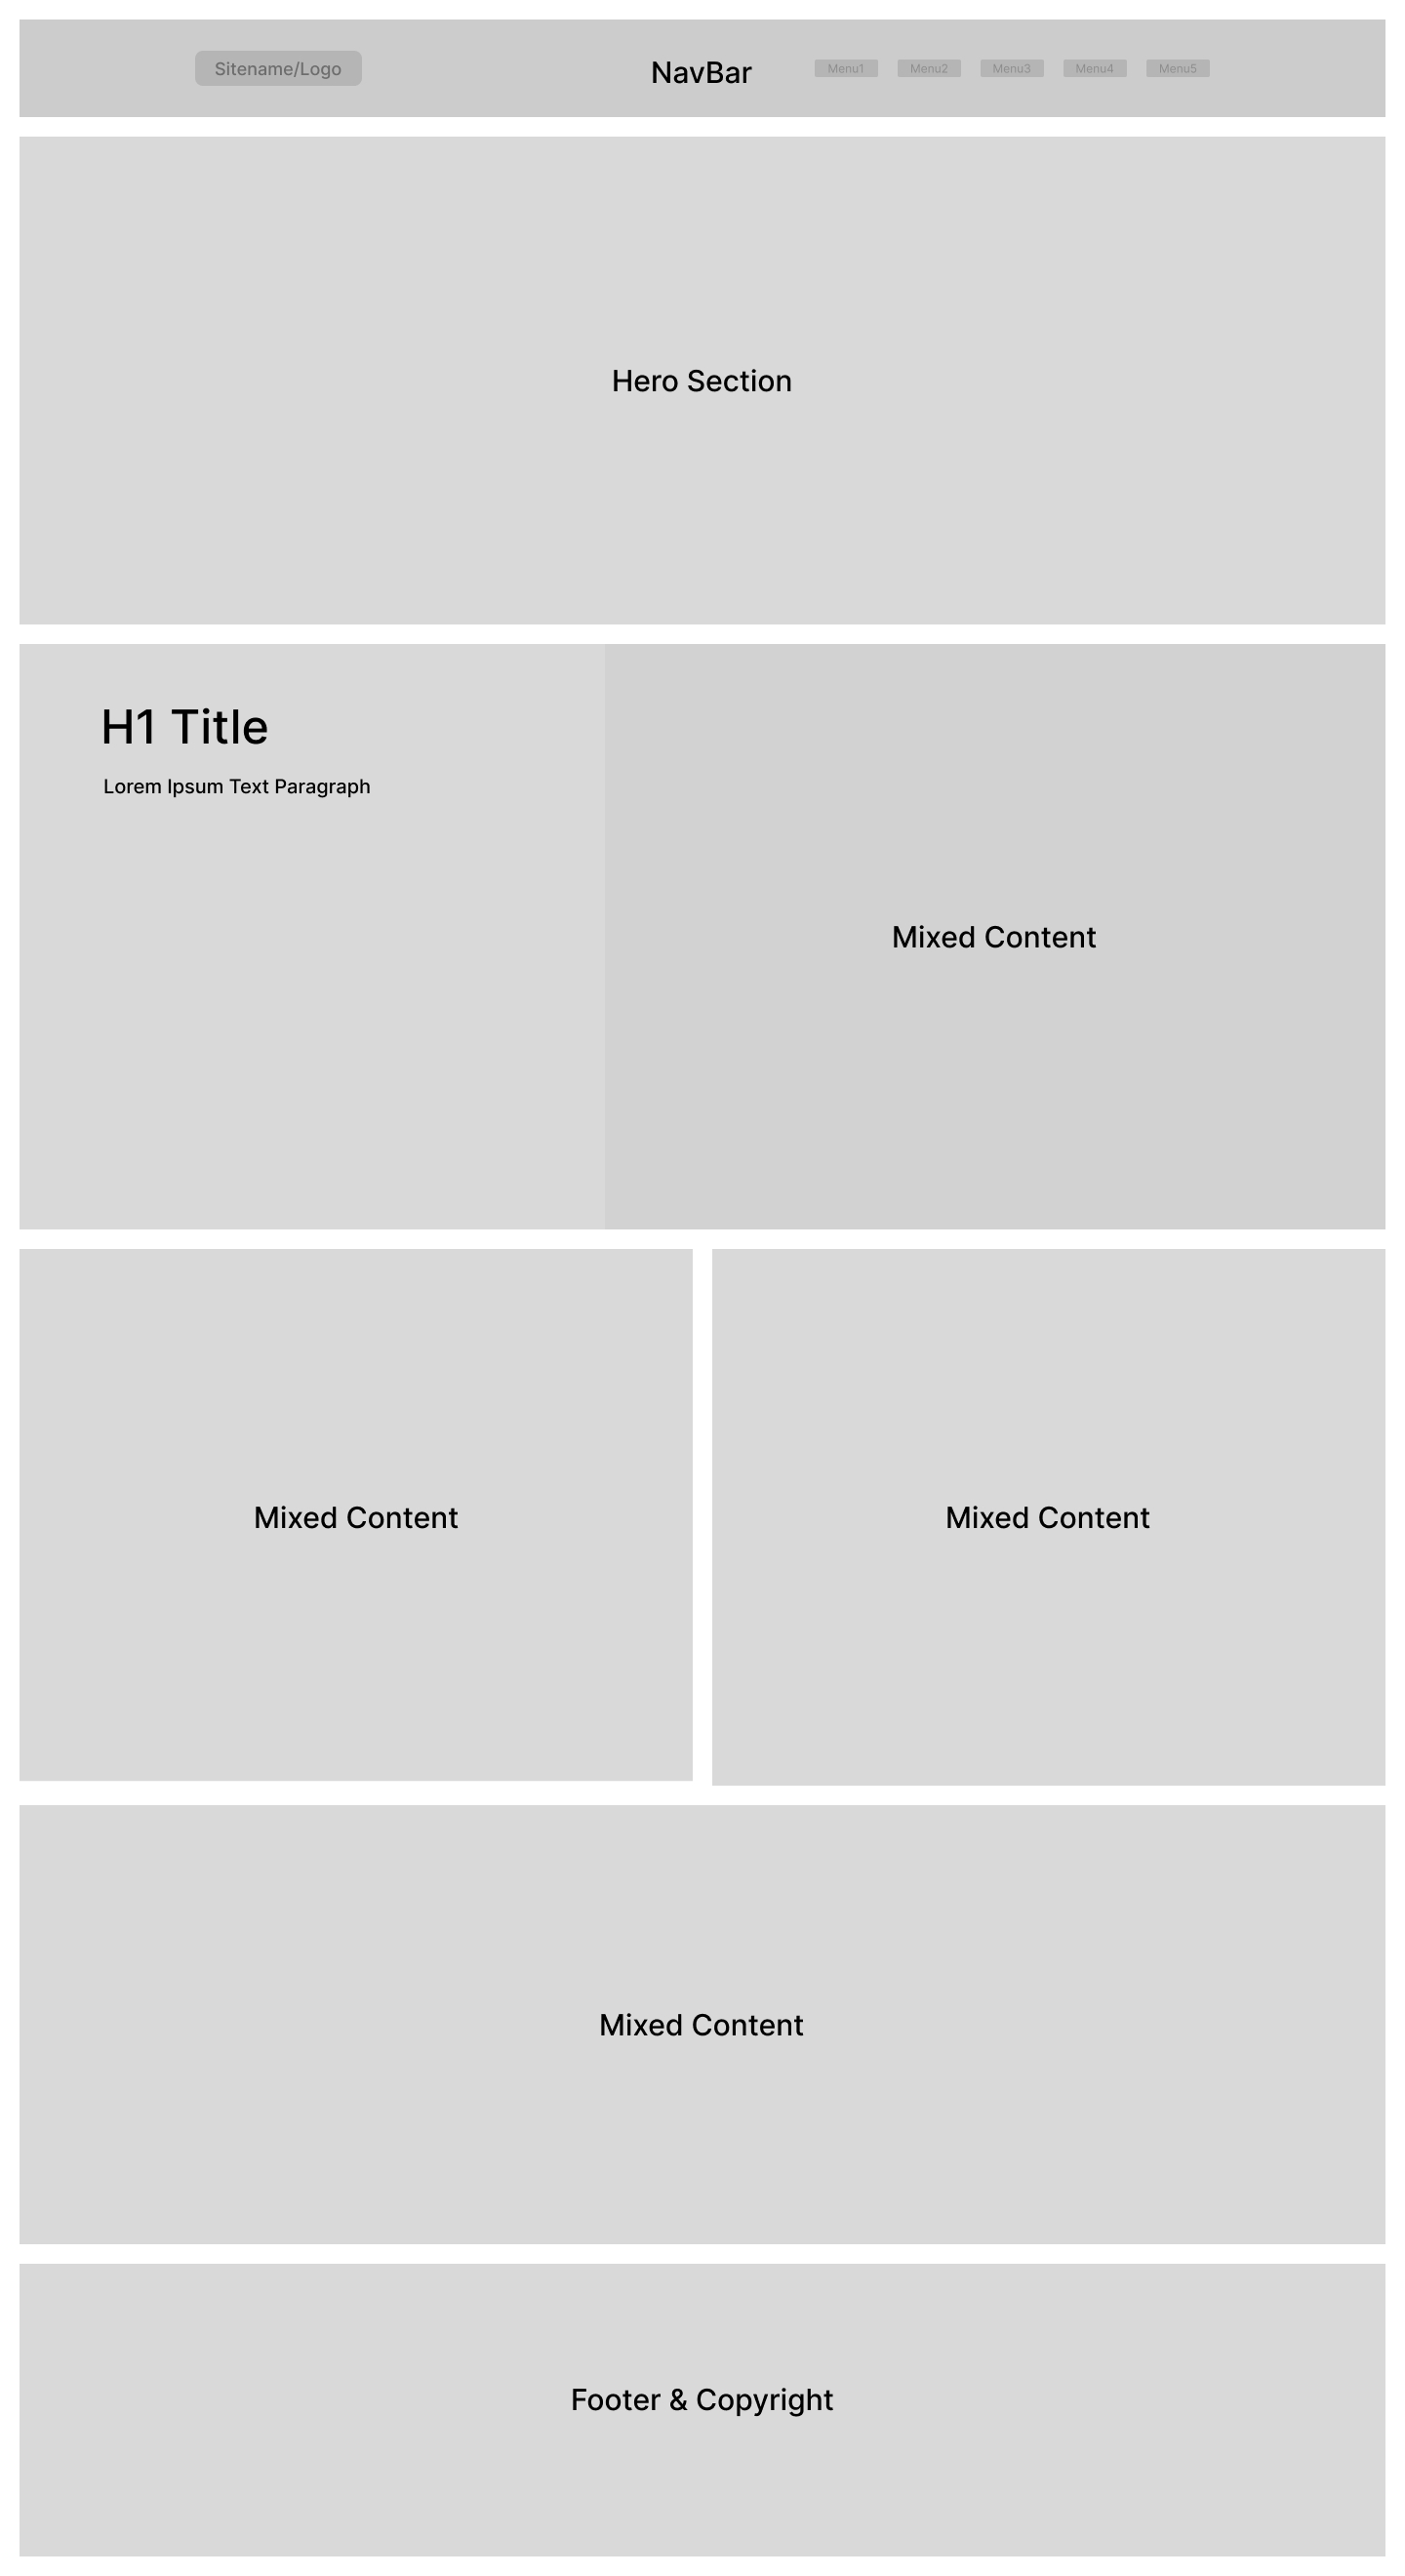 Sitename/Logo
NavBar
Menu1
Menu2
Menu3
Menu4
Menu5
Hero Section
H1 Title
Lorem Ipsum Text Paragraph
Mixed Content
Mixed Content
Mixed Content
Mixed Content
Footer & Copyright